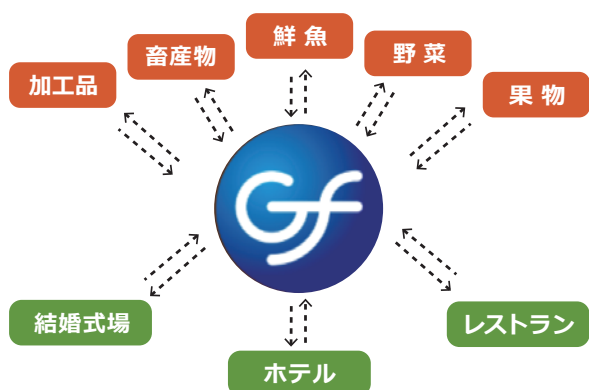 鮮 魚
畜産物
野 菜
加工品
果 物
Gf
結婚式場
レストラン
ホテル